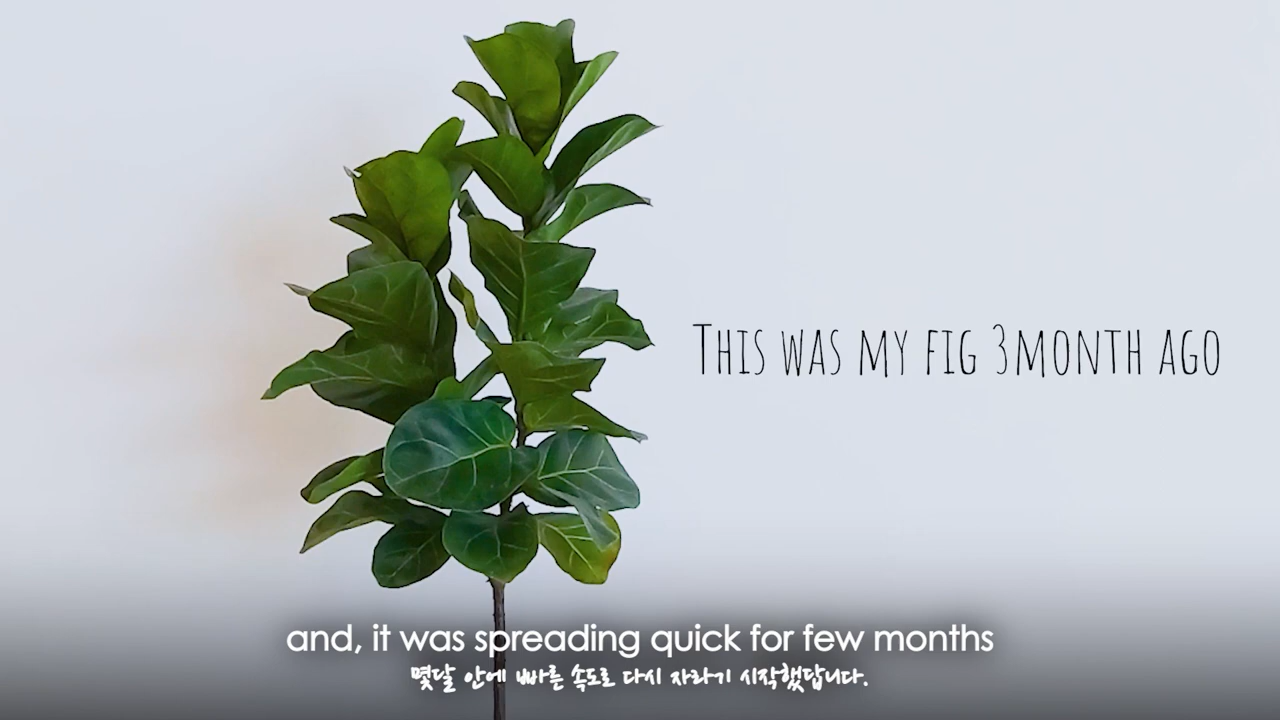 This was my fig 3month ago
and, it was spreading quick for few months
몇달 안에 빠른 속도로 다시 자라기 시작했답니다.